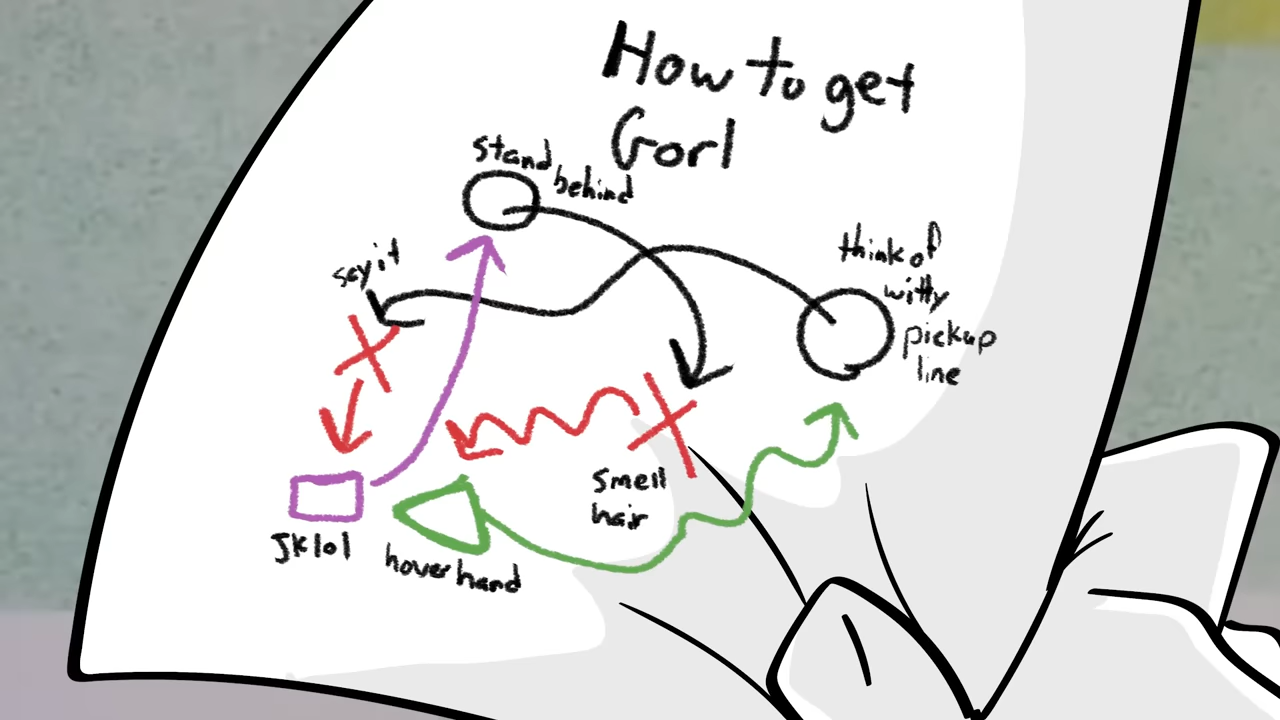 How to get
Gorl
stand
behind
say it
think of
witty
pickup
line
smell
hair
JK lol
hover hand